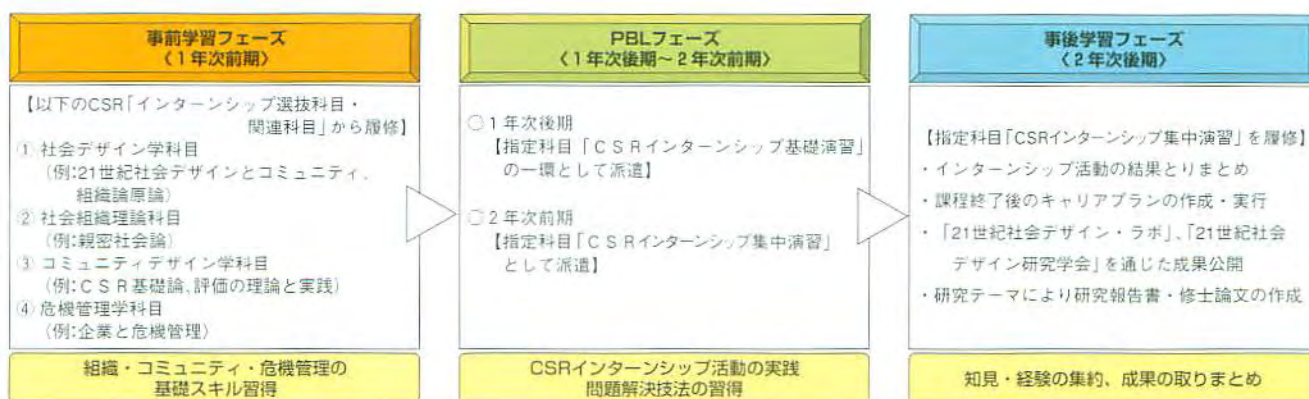 事前学習フェーズ
〈1年次前期〉
【以下のCSR「インターンシップ選抜科目・
関連科目」から履修】
① 社会デザイン学科目
(例:21世紀社会デザインとコミュニティ、
組織論原論)
② 社会組織理論科目
(例:親密社会論)
③ コミュニティデザイン学科目
(例:CSR基礎論、評価の理論と実践)
④ 危機管理学科目
(例:企業と危機管理)
組織・コミュニティ・危機管理の
基礎スキル習得
PBLフェーズ
〈1年次後期~2年次前期〉
○1年次後期
【指定科目「CSRインターンシップ基礎演習」
の一環として派遣】
○2年次前期
【指定科目「CSRインターンシップ集中演習」
として派遣】
CSRインターンシップ活動の実践
問題解決技法の習得
事後学習フェーズ
〈2年次後期〉
【指定科目「CSRインターンシップ集中演習」を履修】
・インターンシップ活動の結果とりまとめ
・課程終了後のキャリアプランの作成・実行
・「21世紀社会デザイン・ラボ」、「21世紀社会
デザイン研究学会」を通じた成果公開
・研究テーマにより研究報告書・修士論文の作成
知見・経験の集約、成果の取りまとめ